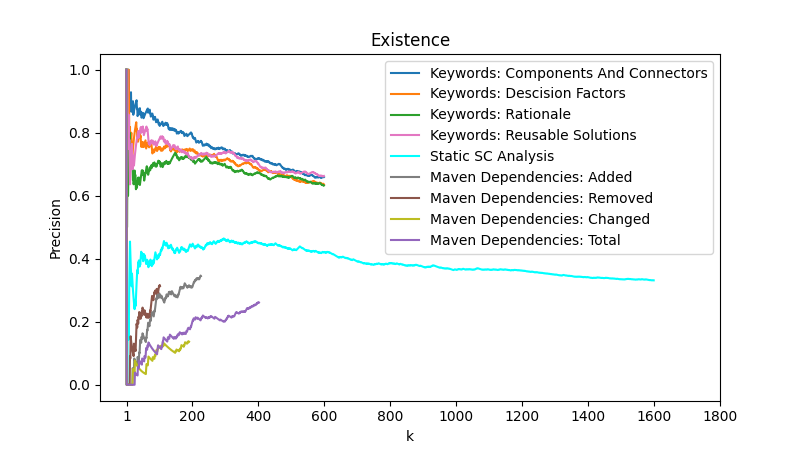 Existence
Precision
1.0
0.8
0.6
0.4
0.2
0.0
Keywords: Components And Connectors
Keywords: Descision Factors
Keywords: Rationale
Keywords: Reusable Solutions
Static SC Analysis
Maven Dependencies: Added
Maven Dependencies: Removed
Maven Dependencies: Changed
Maven Dependencies: Total
1 200 400 600 800 1000 1200 1400 1600 1800
k